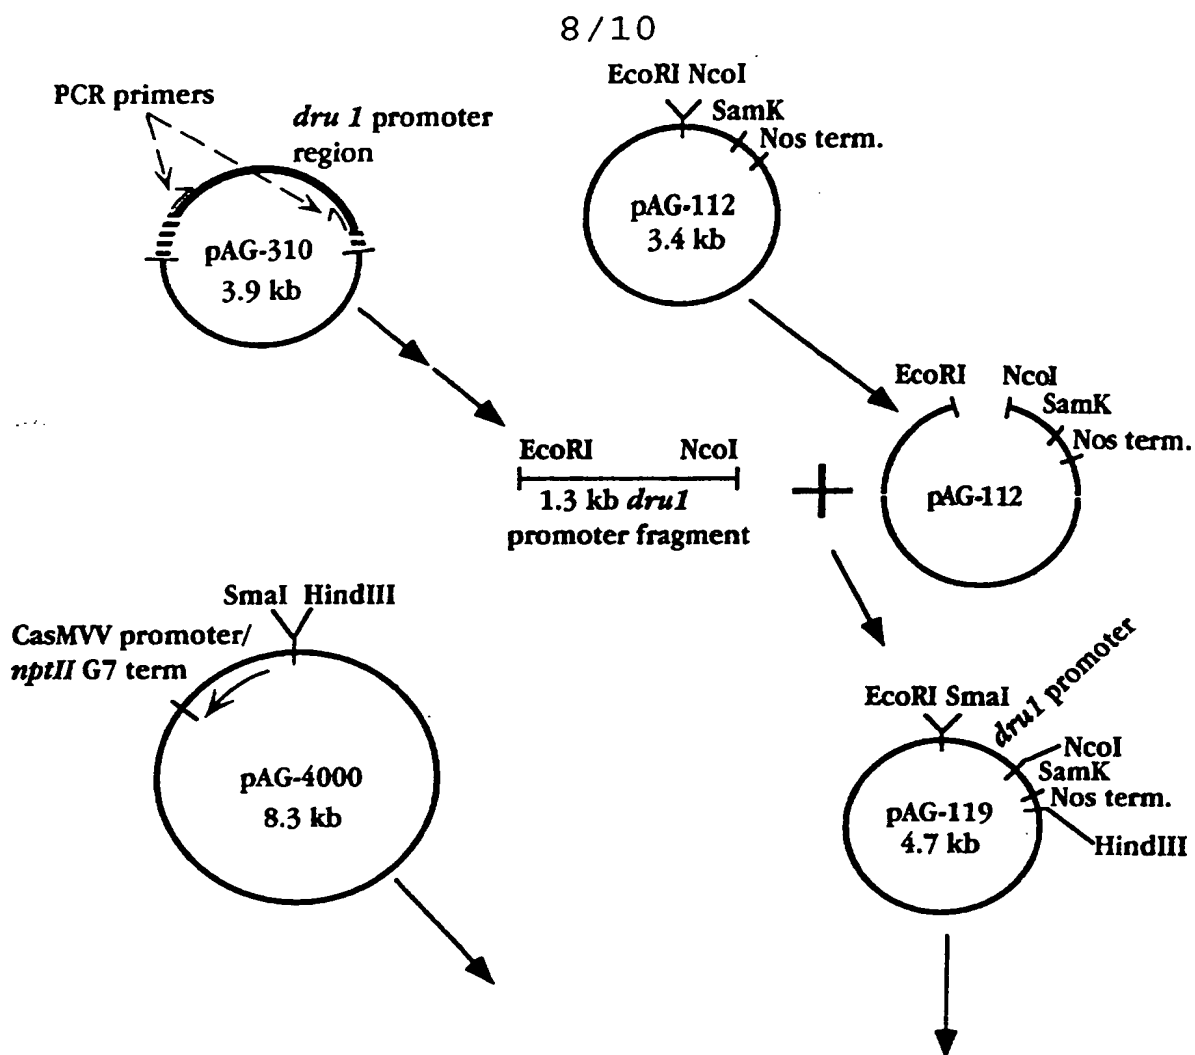 8/10
PCR primers
dru 1 promoter
region
pAG-310
3.9 kb
EcoRI NcoI
SamK
Nos term.
pAG-112
3.4 kb
EcoRI NcoI
SamK
Nos term.
pAG-112
EcoRI NcoI
1.3 kb dru1
promoter fragment
SmaI HindIII
CasMVV promoter/
nptII G7 term
pAG-4000
8.3 kb
EcoRI SmaI
dru1 promoter
NcoI
SamK
Nos term.
HindIII
pAG-119
4.7 kb